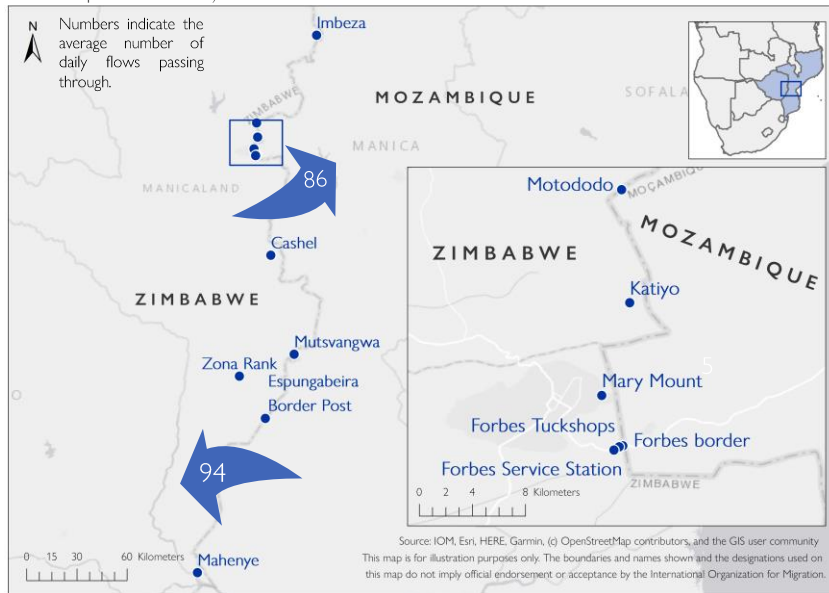 N
Numbers indicate the
average number of
daily flows passing
through.
Imbeza
ZIMBABWE
MOZAMBIQUE
SOFALA
MANICA
MANICALAND
86
Cashel
ZIMBABWE
Mutsvangwa
Zona Rank
Espungabeira
Border Post
94
0 15 30 60 Kilometers
Mahenye
Motododo
MOÇAMBIQUE
ZIMBABWE
MOZAMBIQUE
Katiyo
5
Mary Mount
Forbes Tuckshops
Forbes border
Forbes Service Station
ZIMBABWE
0 2 4 8 Kilometers
Source: IOM, Esri, HERE, Garmin, (c) OpenStreetMap contributors, and the GIS user community
This map is for illustration purposes only. The boundaries and names shown and the designations used on
this map do not imply official endorsement or acceptance by the International Organization for Migration.